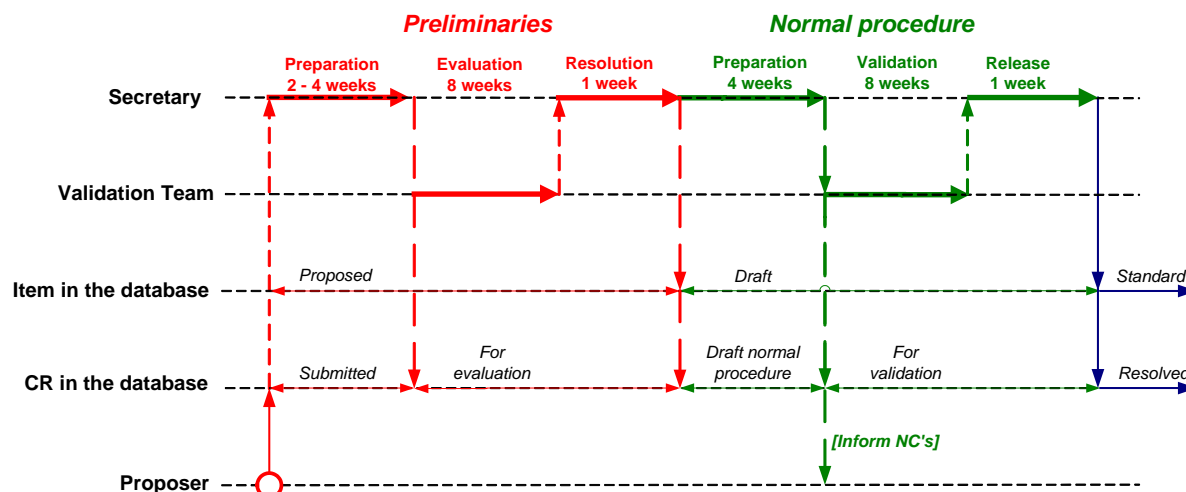 Preliminaries
Normal procedure
Preparation
2 - 4 weeks
Evaluation
8 weeks
Resolution
1 week
Preparation
4 weeks
Validation
8 weeks
Release
1 week
Secretary
Validation Team
Proposed
Draft
Standard
Item in the database
For
evaluation
Draft normal
procedure
For
validation
Submitted
Resolved
CR in the database
[Inform NC's]
Proposer